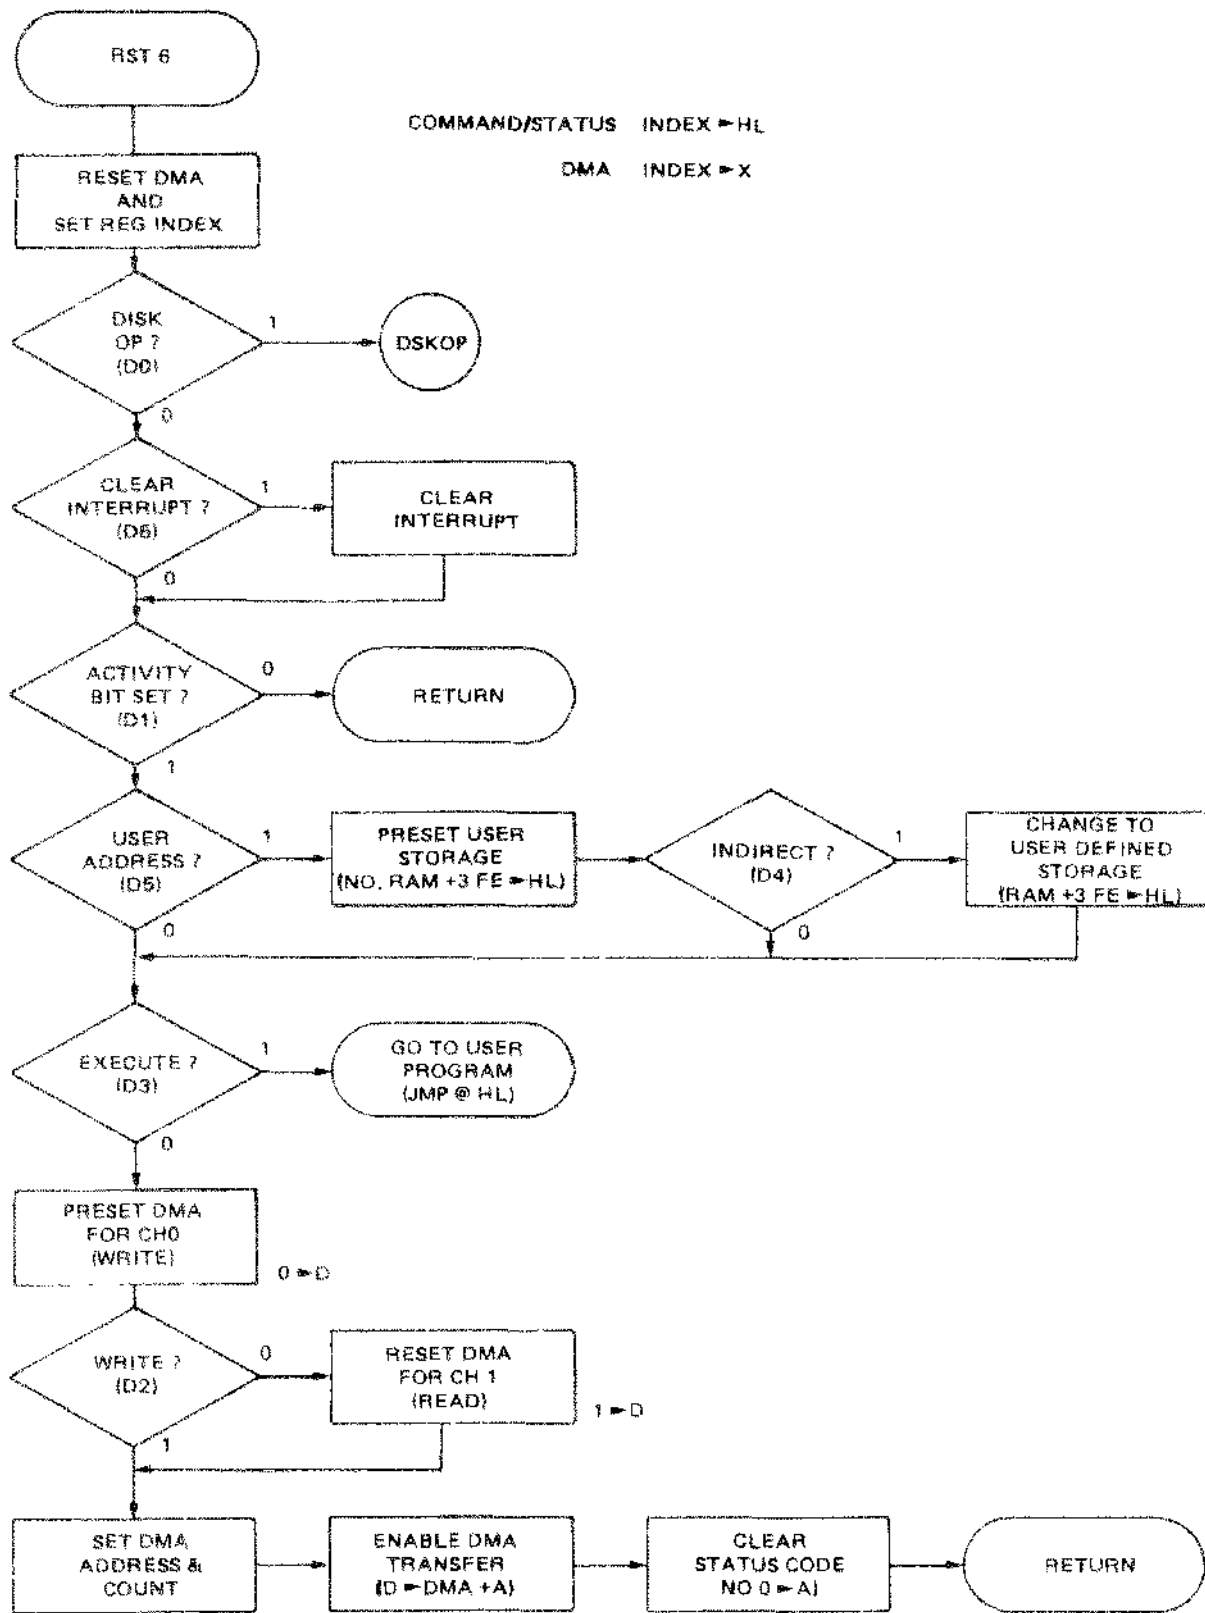 RST 6
COMMAND/STATUS INDEX ► HL
DMA INDEX ► X
RESET DMA
AND
SET REG INDEX
DISK
OP ?
(D0)
1
DSKOP
0
CLEAR
INTERRUPT ?
(D6)
1
CLEAR
INTERRUPT
0
ACTIVITY
BIT SET ?
(D1)
0
RETURN
1
USER
ADDRESS ?
(D5)
1
PRESET USER
STORAGE
(NO. RAM +3 FE ► HL)
INDIRECT ?
(D4)
1
CHANGE TO
USER DEFINED
STORAGE
(RAM +3 FE ► HL)
0
0
EXECUTE ?
(D3)
1
GO TO USER
PROGRAM
(JMP @ HL)
0
PRESET DMA
FOR CH0
(WRITE)
0 ► D
WRITE ?
(D2)
0
RESET DMA
FOR CH 1
(READ)
1 ► D
1
SET DMA
ADDRESS &
COUNT
ENABLE DMA
TRANSFER
(D ► DMA +A)
CLEAR
STATUS CODE
NO 0 ► A)
RETURN